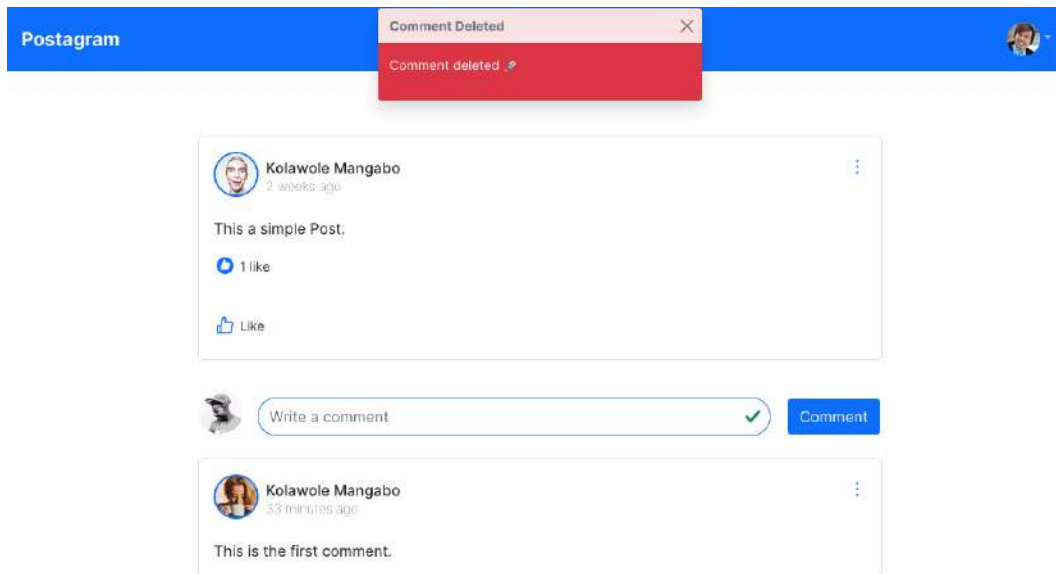 Postagram
Comment Deleted
Comment deleted
Kolawole Mangabo
2 weeks ago
This a simple Post.
1 like
Like
Write a comment
Comment
Kolawole Mangabo
33 minutes ago
This is the first comment.